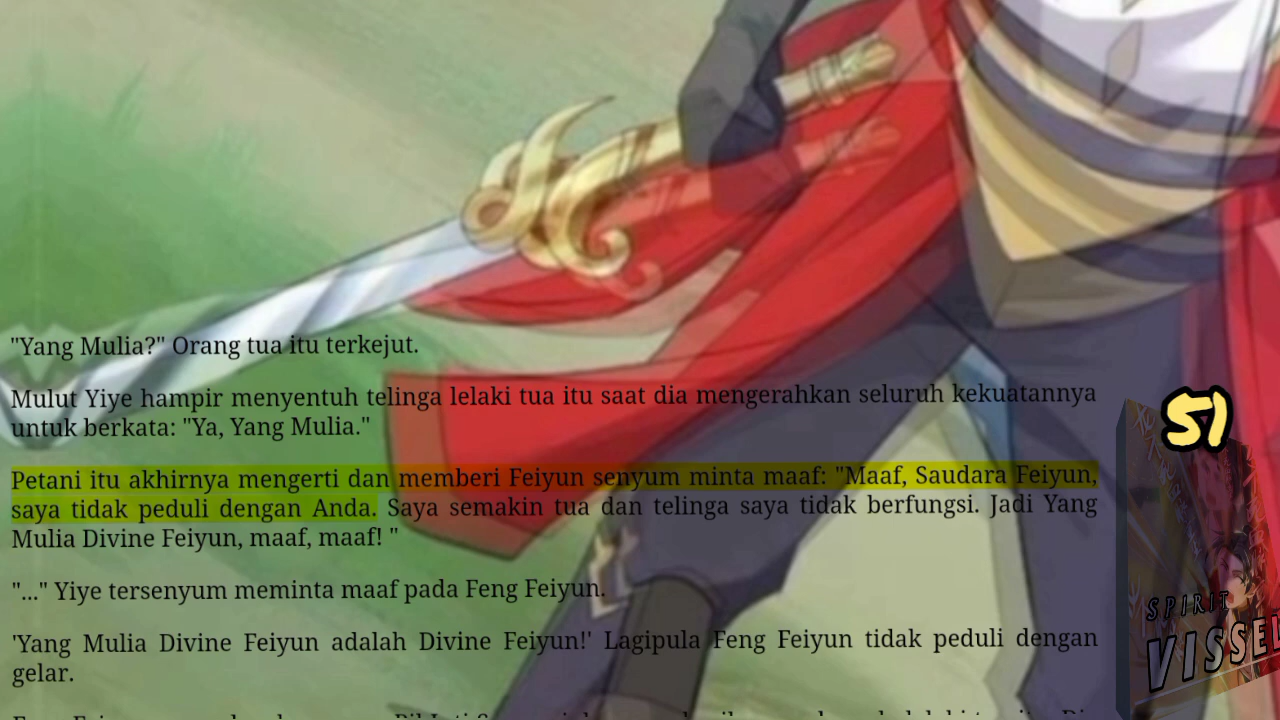 "Yang Mulia?" Orang tua itu terkejut.
Mulut Yiye hampir menyentuh telinga lelaki tua itu saat dia mengerahkan seluruh kekuatannya
untuk berkata: "Ya, Yang Mulia."
Petani itu akhirnya mengerti dan memberi Feiyun senyum minta maaf: "Maaf, Saudara Feiyun,
saya tidak peduli dengan Anda. Saya semakin tua dan telinga saya tidak berfungsi. Jadi Yang
Mulia Divine Feiyun, maaf, maaf! "
"..." Yiye tersenyum meminta maaf pada Feng Feiyun.
'Yang Mulia Divine Feiyun adalah Divine Feiyun!' Lagipula Feng Feiyun tidak peduli dengan
gelar.
51
SPIRIT
VISSEL